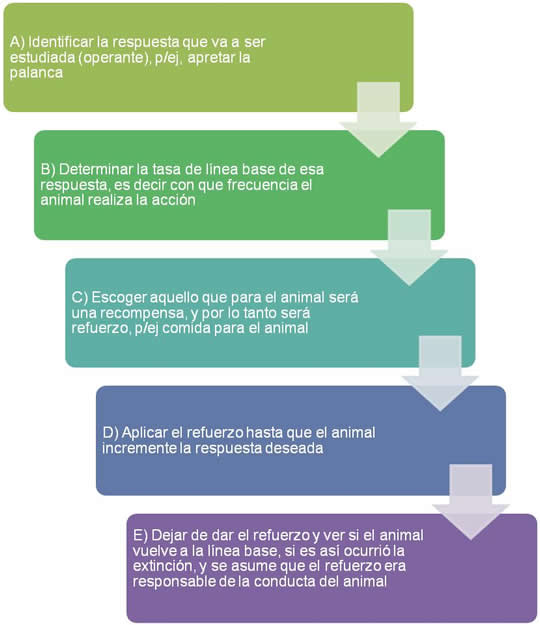 A) Identificar la respuesta que va a ser
estudiada (operante), p/ej, apretar la
palanca
B) Determinar la tasa de línea base de esa
respuesta, es decir con que frecuencia el
animal realiza la acción
C) Escoger aquello que para el animal será
una recompensa, y por lo tanto será
refuerzo, p/ej comida para el animal
D) Aplicar el refuerzo hasta que el animal
incremente la respuesta deseada
E) Dejar de dar el refuerzo y ver si el animal
vuelve a la línea base, si es así ocurrió la
extinción, y se asume que el refuerzo era
responsable de la conducta del animal